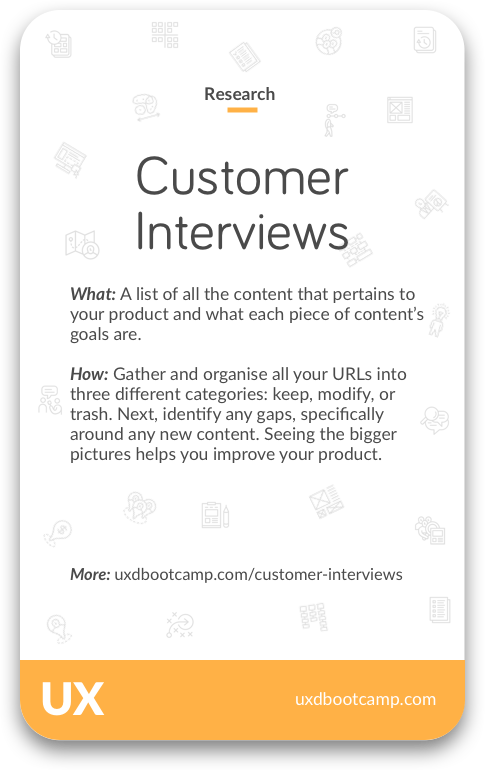 Research
Customer
Interviews
What: A list of all the content that pertains to
your product and what each piece of content’s
goals are.
How: Gather and organise all your URLs into
three different categories: keep, modify, or
trash. Next, identify any gaps, specifically
around any new content. Seeing the bigger
pictures helps you improve your product.
More: uxdbootcamp.com/customer-interviews
UX
uxdbootcamp.com